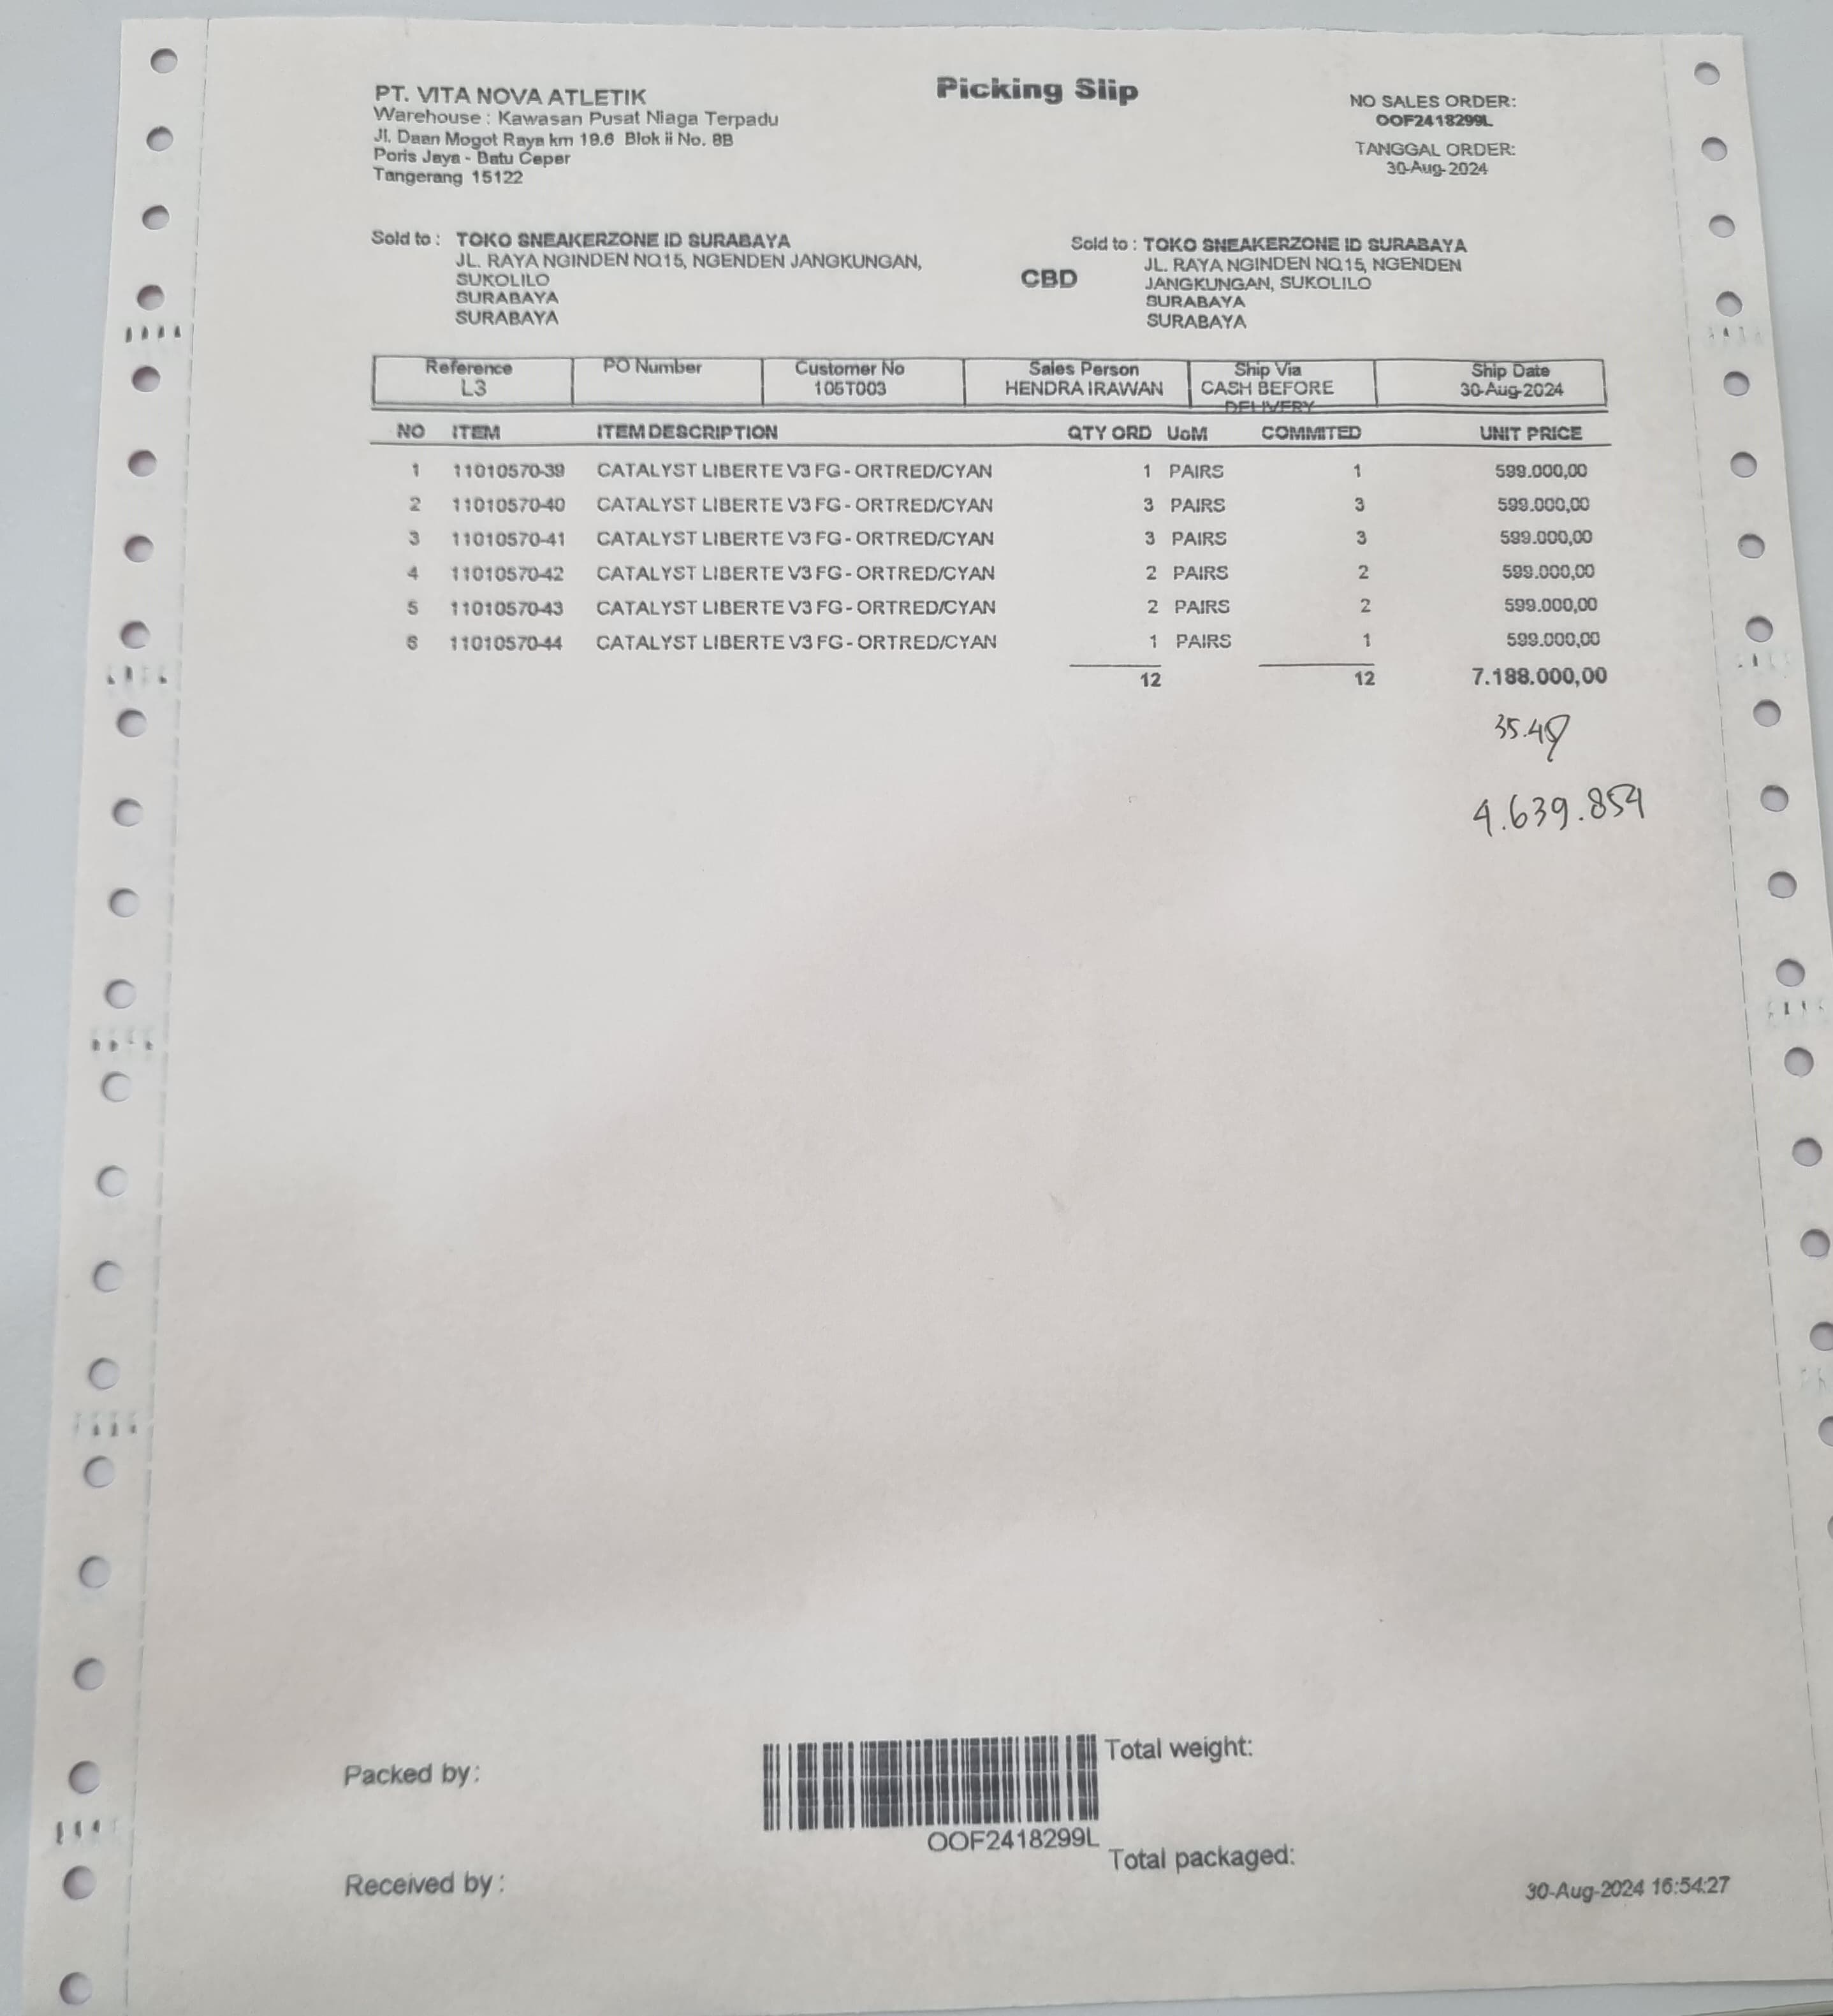 Picking Slip
PT. VITA NOVA ATLETIK
Warehouse : Kawasan Pusat Niaga Terpadu
Jl. Daan Mogot Raya km 19.6 Blok ii No. 8B
Poris Jaya - Batu Ceper
Tangerang 15122
NO SALES ORDER:
OOF2418299L
TANGGAL ORDER:
30-Aug-2024
Sold to : TOKO SNEAKERZONE ID SURABAYA
JL. RAYA NGINDEN NO.15, NGENDEN JANGKUNGAN,
SUKOLILO
SURABAYA
SURABAYA
CBD
Sold to : TOKO SNEAKERZONE ID SURABAYA
JL. RAYA NGINDEN NO.15, NGENDEN
JANGKUNGAN, SUKOLILO
SURABAYA
SURABAYA
Reference PO Number Customer No Sales Person Ship Via Ship Date
L3 105T003 HENDRA IRAWAN CASH BEFORE 30-Aug-2024
DELIVERY
NO ITEM ITEM DESCRIPTION QTY ORD UoM COMMITED UNIT PRICE
1 11010570-39 CATALYST LIBERTE V3 FG - ORTRED/CYAN 1 PAIRS 1 599.000,00
2 11010570-40 CATALYST LIBERTE V3 FG - ORTRED/CYAN 3 PAIRS 3 599.000,00
3 11010570-41 CATALYST LIBERTE V3 FG - ORTRED/CYAN 3 PAIRS 3 599.000,00
4 11010570-42 CATALYST LIBERTE V3 FG - ORTRED/CYAN 2 PAIRS 2 599.000,00
5 11010570-43 CATALYST LIBERTE V3 FG - ORTRED/CYAN 2 PAIRS 2 599.000,00
6 11010570-44 CATALYST LIBERTE V3 FG - ORTRED/CYAN 1 PAIRS 1 599.000,00
12 12 7.188.000,00
4.639.854
Packed by :
Total weight:
OOF2418299L
Total packaged:
Received by :
30-Aug-2024 16:54:27